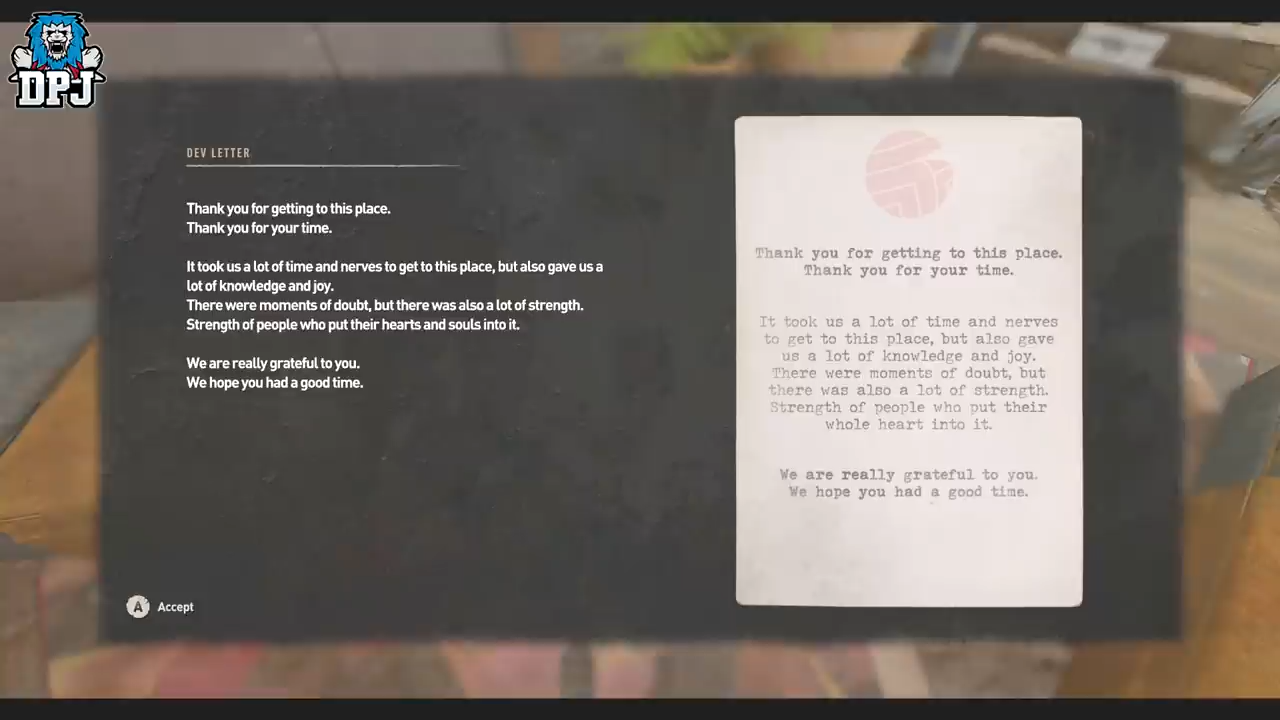 DPJ
DEV LETTER
Thank you for getting to this place.
Thank you for your time.
It took us a lot of time and nerves to get to this place, but also gave us a
lot of knowledge and joy.
There were moments of doubt, but there was also a lot of strength.
Strength of people who put their hearts and souls into it.
We are really grateful to you.
We hope you had a good time.
A Accept
Thank you for getting to this place.
Thank you for your time.
It took us a lot of time and nerves
to get to this place, but also gave
us a lot of knowledge and joy.
There were moments of doubt, but
there was also a lot of strength.
Strength of people who put their
whole heart into it.
We are really grateful to you.
We hope you had a good time.